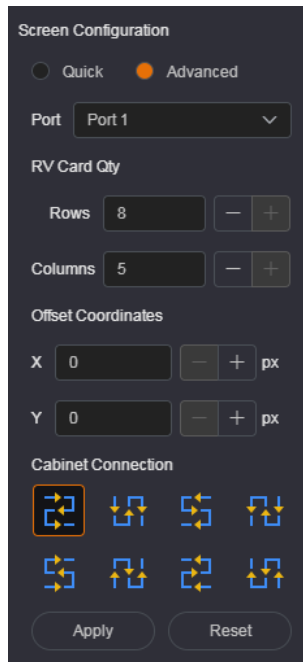 Screen Configuration
Quick Advanced
Port Port 1
RV Card Qty
Rows 8
Columns 5
Offset Coordinates
X 0 px
Y 0 px
Cabinet Connection
Apply Reset